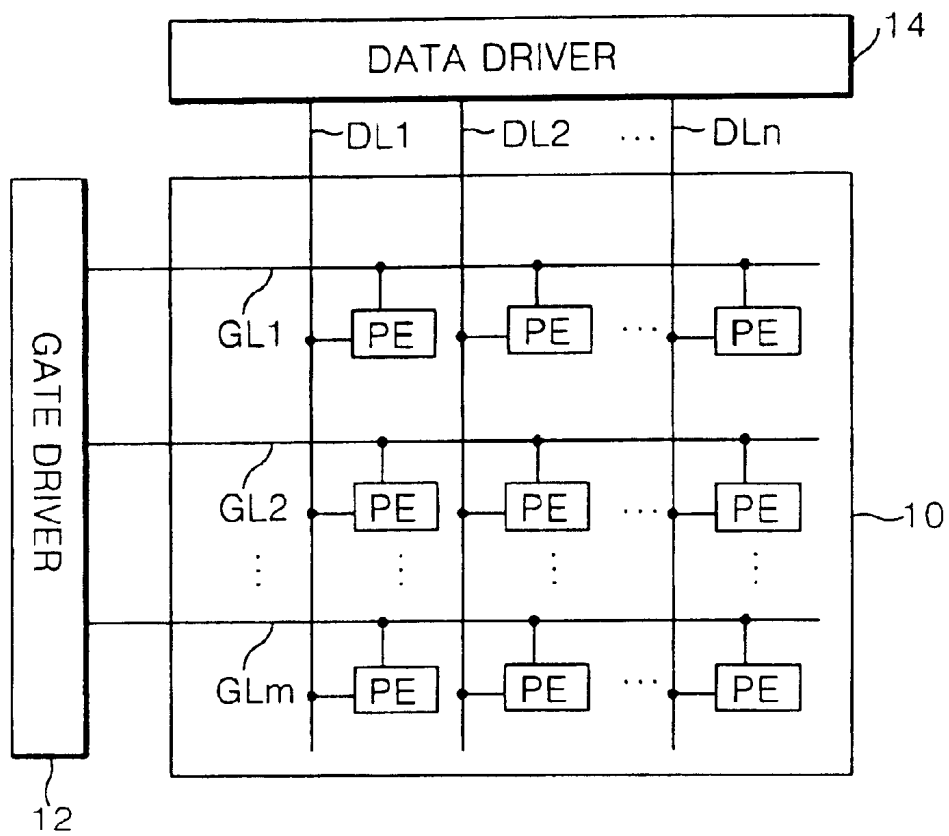 14
DATA DRIVER
DL1 DL2 ... DLn
GATE DRIVER
GL1 PE PE ... PE
GL2 PE PE ... PE
10
⋮ ⋮ ⋮ ⋮
GLm PE PE ... PE
12